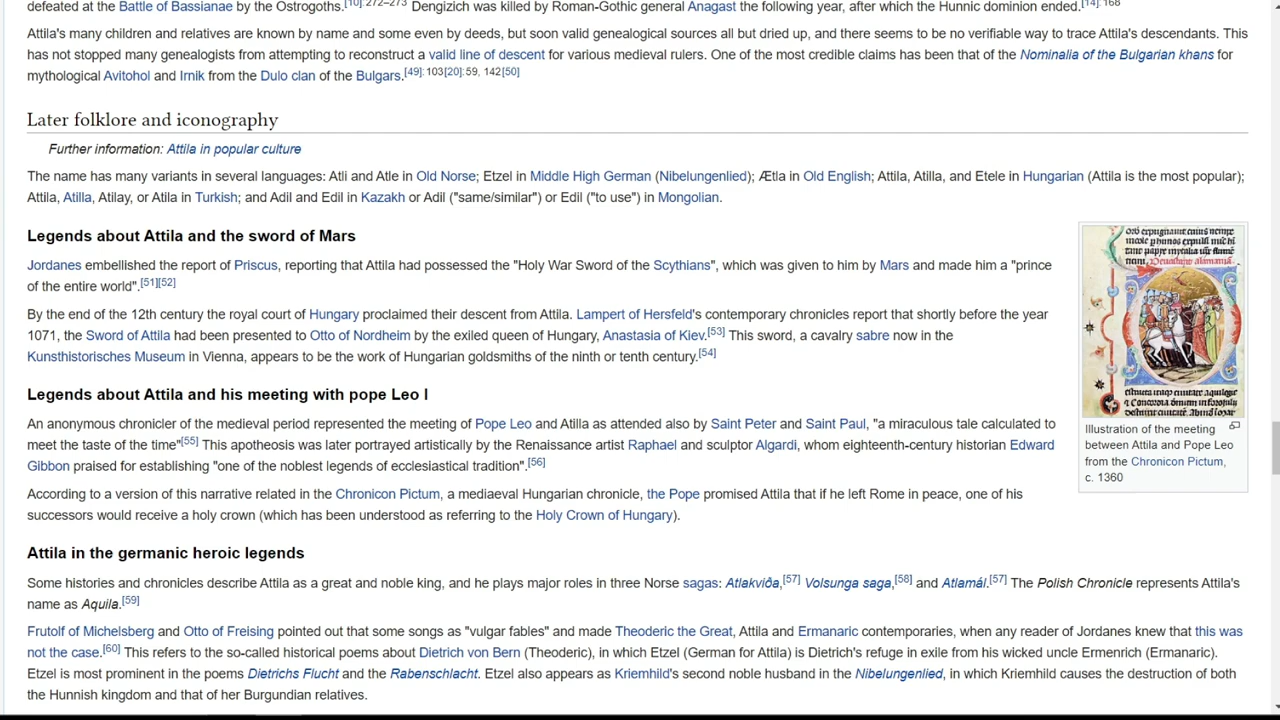 defeated at the Battle of Bassianae by the Ostrogoths.[10]:272–273 Dengizich was killed by Roman-Gothic general Anagast the following year, after which the Hunnic dominion ended.[14]:168
Attila's many children and relatives are known by name and some even by deeds, but soon valid genealogical sources all but dried up, and there seems to be no verifiable way to trace Attila's descendants. This
has not stopped many genealogists from attempting to reconstruct a valid line of descent for various medieval rulers. One of the most credible claims has been that of the Nominalia of the Bulgarian khans for
mythological Avitohol and Irnik from the Dulo clan of the Bulgars.[49]:103[20]:59, 142[50]
Later folklore and iconography
Further information: Attila in popular culture
The name has many variants in several languages: Atli and Atle in Old Norse; Etzel in Middle High German (Nibelungenlied); Ætla in Old English; Attila, Atilla, and Etele in Hungarian (Attila is the most popular);
Attila, Atilla, Atilay, or Atila in Turkish; and Adil and Edil in Kazakh or Adil ("same/similar") or Edil ("to use") in Mongolian.
Legends about Attila and the sword of Mars
Jordanes embellished the report of Priscus, reporting that Attila had possessed the "Holy War Sword of the Scythians", which was given to him by Mars and made him a "prince
of the entire world".[51][52]
By the end of the 12th century the royal court of Hungary proclaimed their descent from Attila. Lampert of Hersfeld's contemporary chronicles report that shortly before the year
1071, the Sword of Attila had been presented to Otto of Nordheim by the exiled queen of Hungary, Anastasia of Kiev.[53] This sword, a cavalry sabre now in the
Kunsthistorisches Museum in Vienna, appears to be the work of Hungarian goldsmiths of the ninth or tenth century.[54]
Legends about Attila and his meeting with pope Leo I
An anonymous chronicler of the medieval period represented the meeting of Pope Leo and Atilla as attended also by Saint Peter and Saint Paul, "a miraculous tale calculated to
meet the taste of the time"[55] This apotheosis was later portrayed artistically by the Renaissance artist Raphael and sculptor Algardi, whom eighteenth-century historian Edward
Gibbon praised for establishing "one of the noblest legends of ecclesiastical tradition".[56]
According to a version of this narrative related in the Chronicon Pictum, a mediaeval Hungarian chronicle, the Pope promised Attila that if he left Rome in peace, one of his
successors would receive a holy crown (which has been understood as referring to the Holy Crown of Hungary).
Illustration of the meeting
between Attila and Pope Leo
from the Chronicon Pictum,
c. 1360
Attila in the germanic heroic legends
Some histories and chronicles describe Attila as a great and noble king, and he plays major roles in three Norse sagas: Atlakviða,[57] Volsunga saga,[58] and Atlamál.[57] The Polish Chronicle represents Attila's
name as Aquila.[59]
Frutolf of Michelsberg and Otto of Freising pointed out that some songs as "vulgar fables" and made Theoderic the Great, Attila and Ermanaric contemporaries, when any reader of Jordanes knew that this was
not the case.[60] This refers to the so-called historical poems about Dietrich von Bern (Theoderic), in which Etzel (German for Attila) is Dietrich's refuge in exile from his wicked uncle Ermenrich (Ermanaric).
Etzel is most prominent in the poems Dietrichs Flucht and the Rabenschlacht. Etzel also appears as Kriemhild's second noble husband in the Nibelungenlied, in which Kriemhild causes the destruction of both
the Hunnish kingdom and that of her Burgundian relatives.